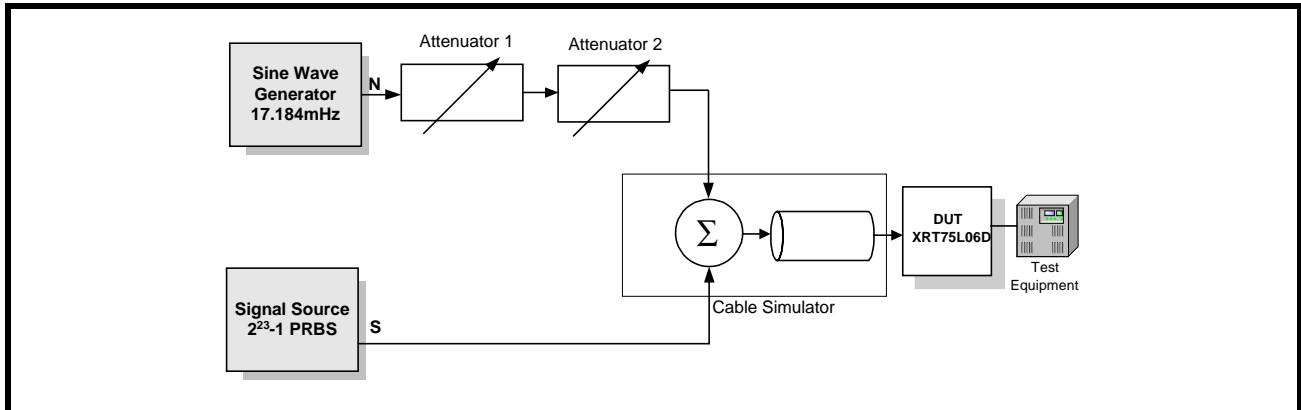 Attenuator 1
Attenuator 2
Sine Wave
Generator
17.184mHz
N
Σ
DUT
XRT75L06D
Test
Equipment
Cable Simulator
Signal Source
2²³-1 PRBS
S